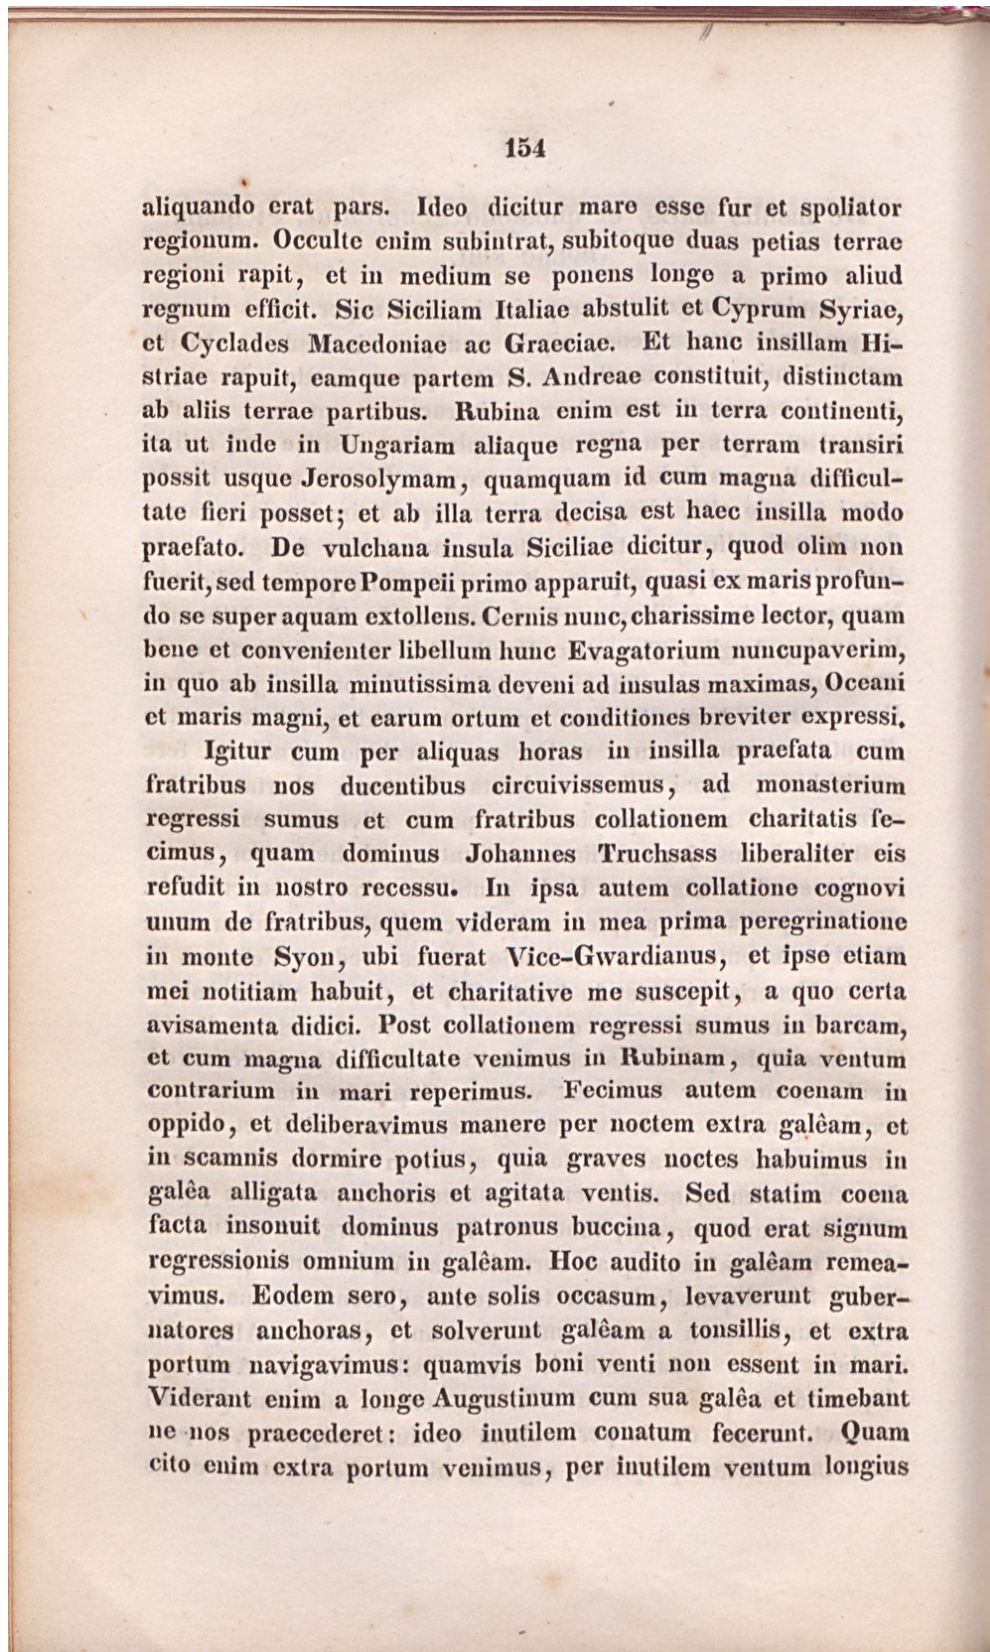 154
aliquando erat pars. Ideo dicitur mare esse fur et spoliator
regionum. Occulte enim subintrat, subitoque duas petias terrae
regioni rapit, et in medium se ponens longe a primo aliud
regnum efficit. Sic Siciliam Italiae abstulit et Cyprum Syriae,
et Cyclades Macedoniae ac Graeciae. Et hanc insillam Hi-
striae rapuit, eamque partem S. Andreae constituit, distinctam
ab aliis terrae partibus. Rubina enim est in terra continenti,
ita ut inde in Ungariam aliaque regna per terram transiri
possit usque Jerosolymam, quamquam id cum magna difficul-
tate fieri posset; et ab illa terra decisa est haec insilla modo
praefato. De vulchana insula Siciliae dicitur, quod olim non
fuerit, sed tempore Pompeii primo apparuit, quasi ex maris profun-
do se super aquam extollens. Cernis nunc, charissime lector, quam
bene et convenienter libellum hunc Evagatorium nuncupaverim,
in quo ab insilla minutissima deveni ad insulas maximas, Oceani
et maris magni, et earum ortum et conditiones breviter expressi.
Igitur cum per aliquas horas in insilla praefata cum
fratribus nos ducentibus circuivissemus, ad monasterium
regressi sumus et cum fratribus collationem charitatis fe-
cimus, quam dominus Johannes Truchsass liberaliter eis
refudit in nostro recessu. In ipsa autem collatione cognovi
unum de fratribus, quem videram in mea prima peregrinatione
in monte Syon, ubi fuerat Vice-Gwardianus, et ipse etiam
mei notitiam habuit, et charitative me suscepit, a quo certa
avisamenta didici. Post collationem regressi sumus in barcam,
et cum magna difficultate venimus in Rubinam, quia ventum
contrarium in mari reperimus. Fecimus autem coenam in
oppido, et deliberavimus manere per noctem extra galêam, et
in scamnis dormire potius, quia graves noctes habuimus in
galêa alligata anchoris et agitata ventis. Sed statim coena
facta insonuit dominus patronus buccina, quod erat signum
regressionis omnium in galêam. Hoc audito in galêam remea-
vimus. Eodem sero, ante solis occasum, levaverunt guber-
natores anchoras, et solverunt galêam a tonsillis, et extra
portum navigavimus: quamvis boni venti non essent in mari.
Viderant enim a longe Augustinum cum sua galêa et timebant
ne nos praecederet: ideo inutilem conatum fecerunt. Quam
cito enim extra portum venimus, per inutilem ventum longius